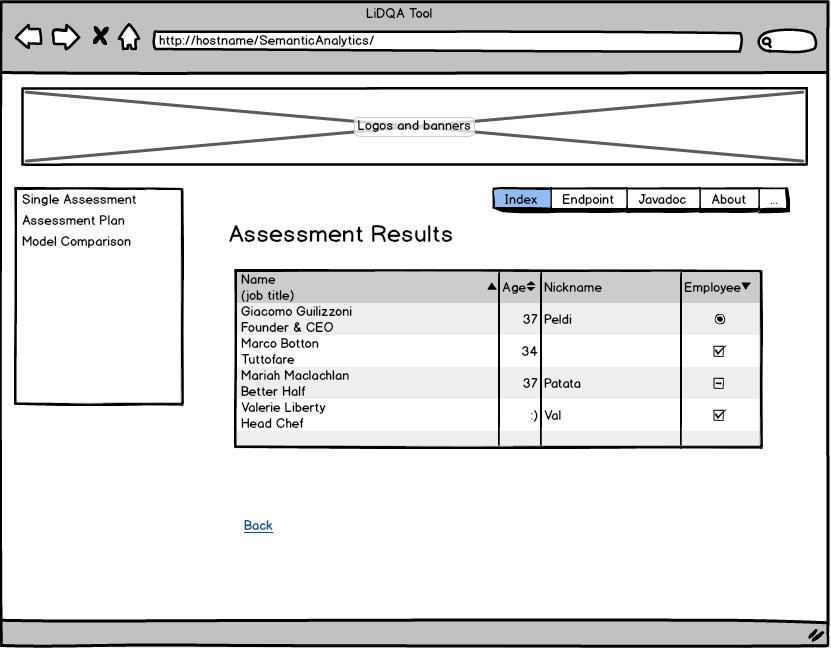 LiDQA Tool
http://hostname/SemanticAnalytics/
Logos and banners
Single Assessment
Assessment Plan
Model Comparison
Index Endpoint Javadoc About ...
Assessment Results
Name
(job title) Age Nickname Employee
Giacomo Guilizzoni
Founder & CEO 37 Peldi
Marco Botton
Tuttofare 34
Mariah Maclachlan
Better Half 37 Patata
Valerie Liberty
Head Chef :) Val
Back